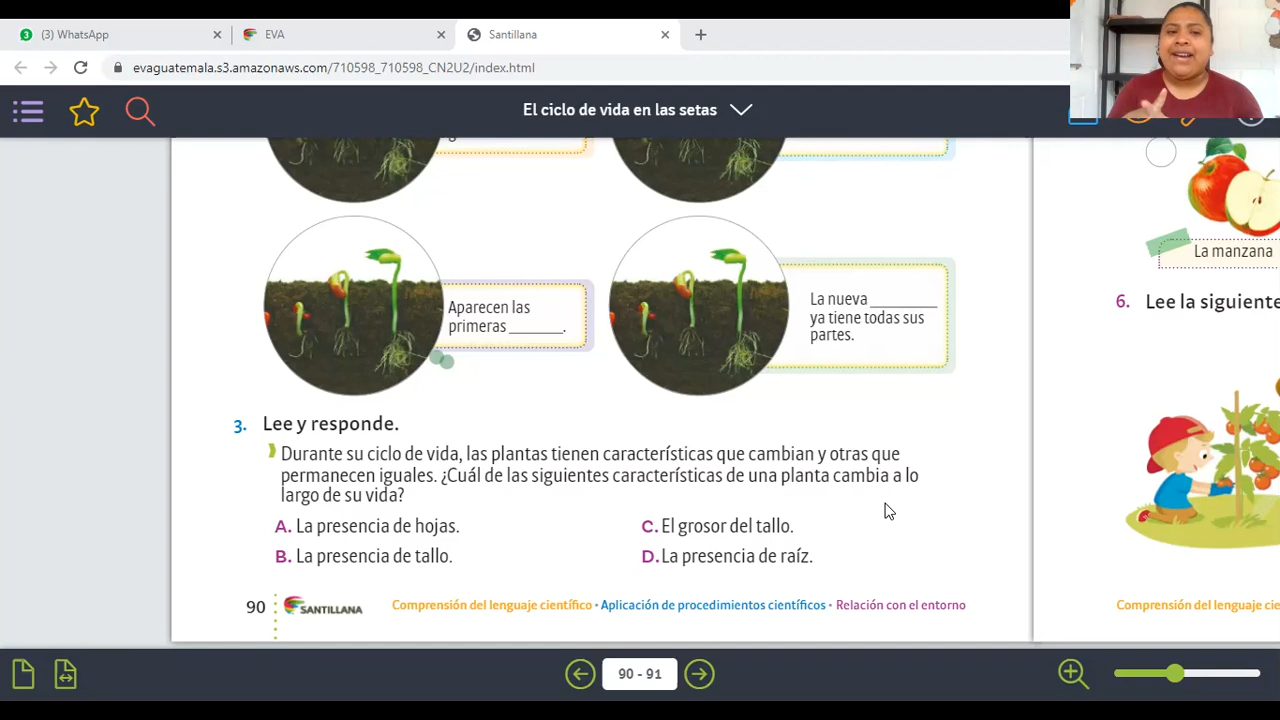 (3) WhatsApp
EVA
Santillana
evaguatemala.s3.amazonaws.com/710598_710598_CN2U2/index.html
El ciclo de vida en las setas
Aparecen las
primeras _______.
La nueva _________
ya tiene todas sus
partes.
3. Lee y responde.
Durante su ciclo de vida, las plantas tienen características que cambian y otras que
permanecen iguales. ¿Cuál de las siguientes características de una planta cambia a lo
largo de su vida?
A. La presencia de hojas.
C. El grosor del tallo.
B. La presencia de tallo.
D. La presencia de raíz.
90
SANTILLANA
Comprensión del lenguaje científico • Aplicación de procedimientos científicos • Relación con el entorno
La manzana
6. Lee la siguiente
Comprensión del lenguaje
90 - 91